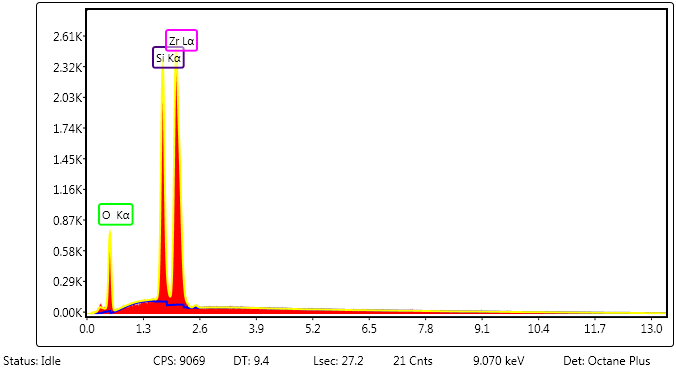 2.61K
Zr Lα
Si Kα
2.32K
2.03K
1.74K
1.45K
1.16K
O Kα
0.87K
0.58K
0.29K
0.00K
0.0 1.3 2.6 3.9 5.2 6.5 7.8 9.1 10.4 11.7 13.0
Status: Idle CPS: 9069 DT: 9.4 Lsec: 27.2 21 Cnts 9.070 keV Det: Octane Plus